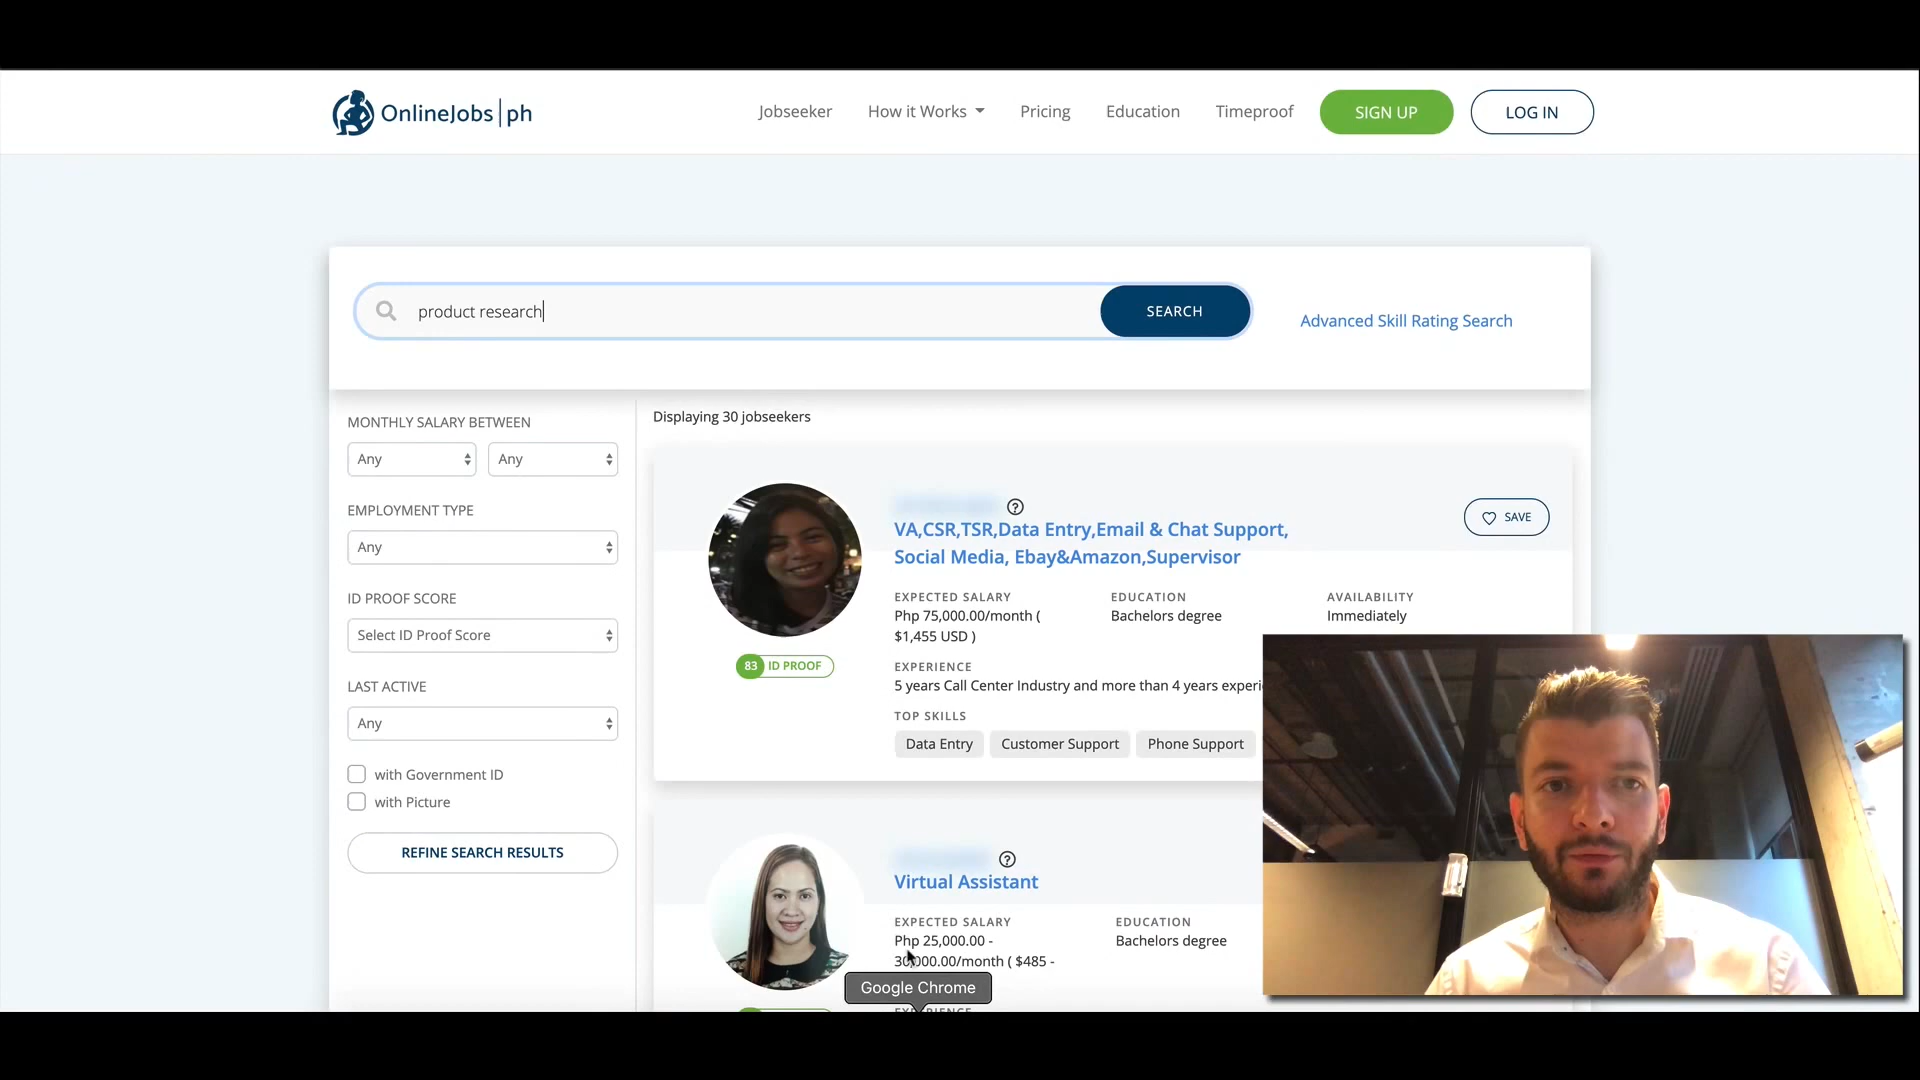 OnlineJobs|ph
Jobseeker
How it Works
Pricing
Education
Timeproof
SIGN UP
LOG IN
product research
SEARCH
Advanced Skill Rating Search
MONTHLY SALARY BETWEEN
Any
Any
EMPLOYMENT TYPE
Any
ID PROOF SCORE
Select ID Proof Score
LAST ACTIVE
Any
with Government ID
with Picture
REFINE SEARCH RESULTS
Displaying 30 jobseekers
VA,CSR,TSR,Data Entry,Email & Chat Support,
Social Media, Ebay&Amazon,Supervisor
SAVE
EXPECTED SALARY
Php 75,000.00/month (
$1,455 USD )
EDUCATION
Bachelors degree
AVAILABILITY
Immediately
83 ID PROOF
EXPERIENCE
5 years Call Center Industry and more than 4 years experi
TOP SKILLS
Data Entry
Customer Support
Phone Support
Virtual Assistant
EXPECTED SALARY
Php 25,000.00 -
30,000.00/month ( $485 -
EDUCATION
Bachelors degree
Google Chrome
EXPERIENCE